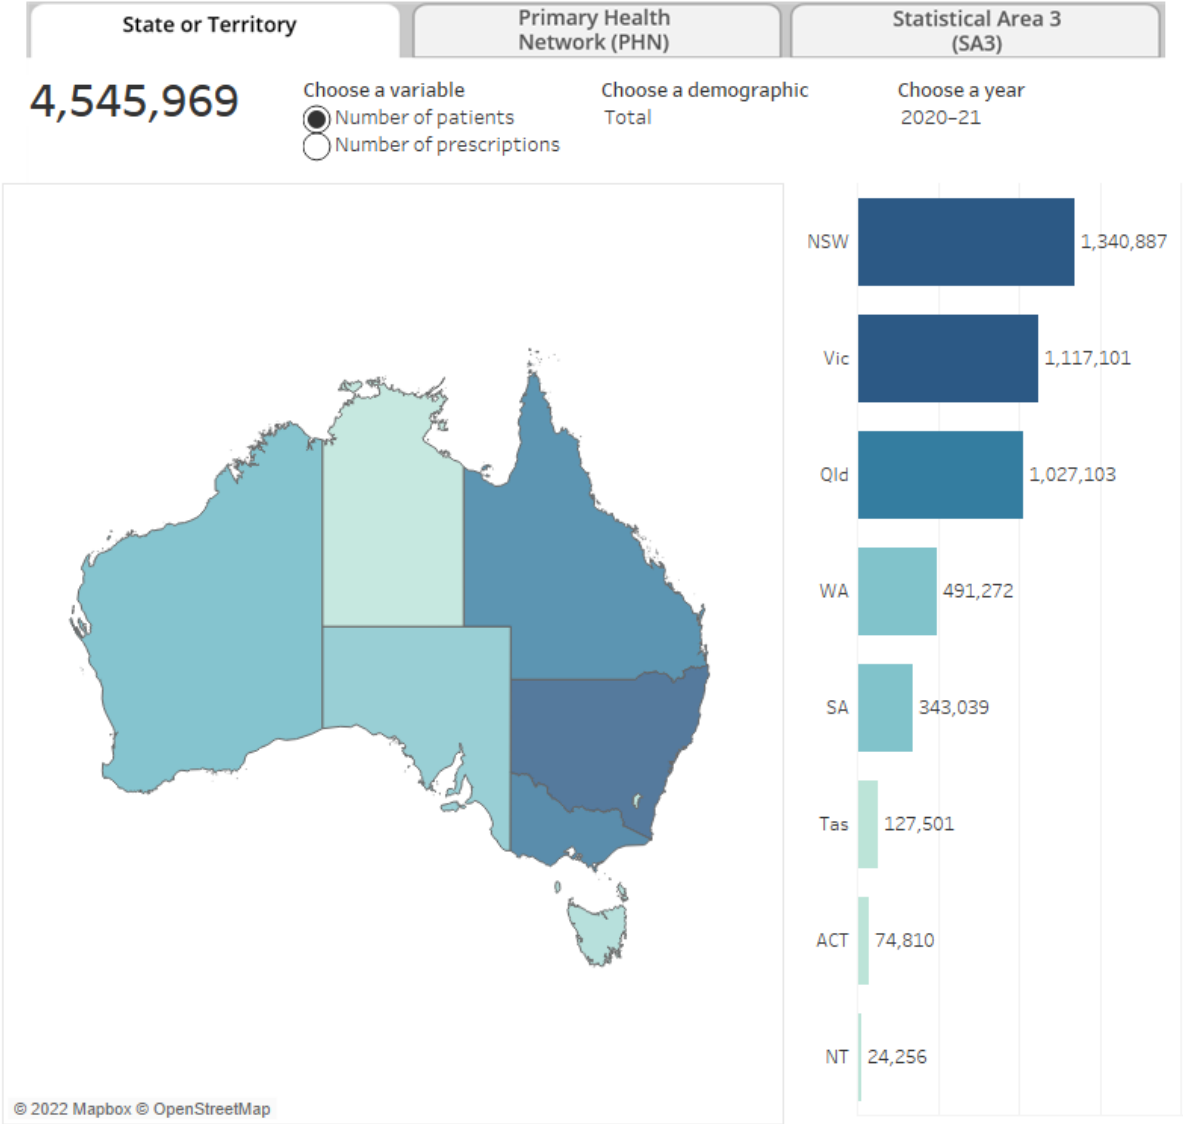 State or Territory
Primary Health
Network (PHN)
Statistical Area 3
(SA3)
4,545,969
Choose a variable
Number of patients
Number of prescriptions
Choose a demographic
Total
Choose a year
2020–21
NSW 1,340,887
Vic 1,117,101
Qld 1,027,103
WA 491,272
SA 343,039
Tas 127,501
ACT 74,810
NT 24,256
© 2022 Mapbox © OpenStreetMap